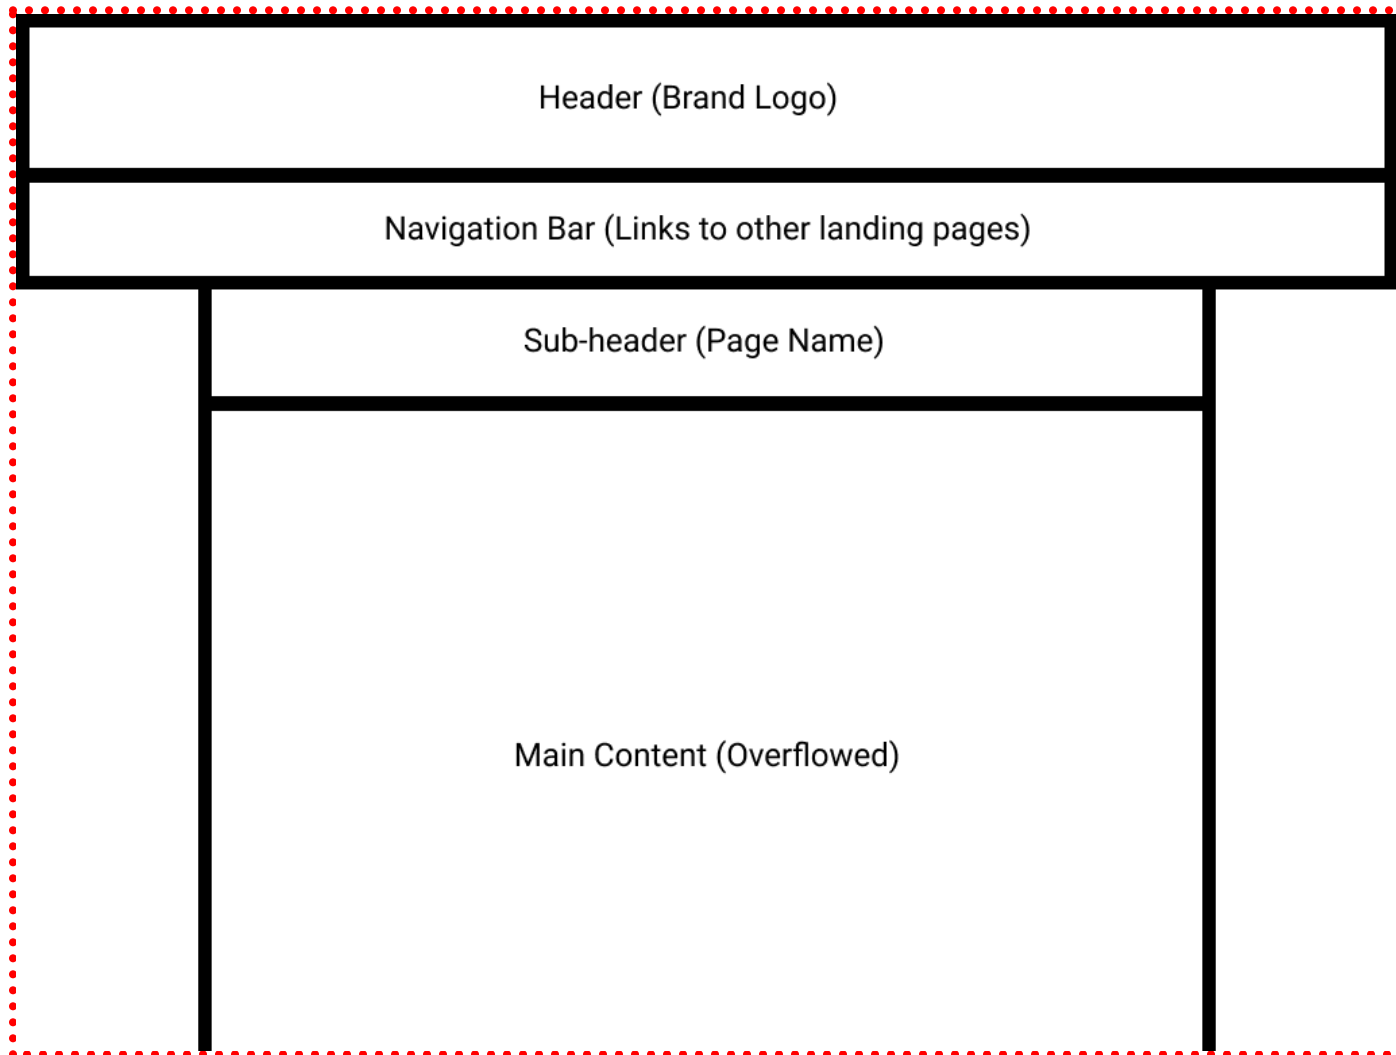 Header (Brand Logo)
Navigation Bar (Links to other landing pages)
Sub-header (Page Name)
Main Content (Overflowed)